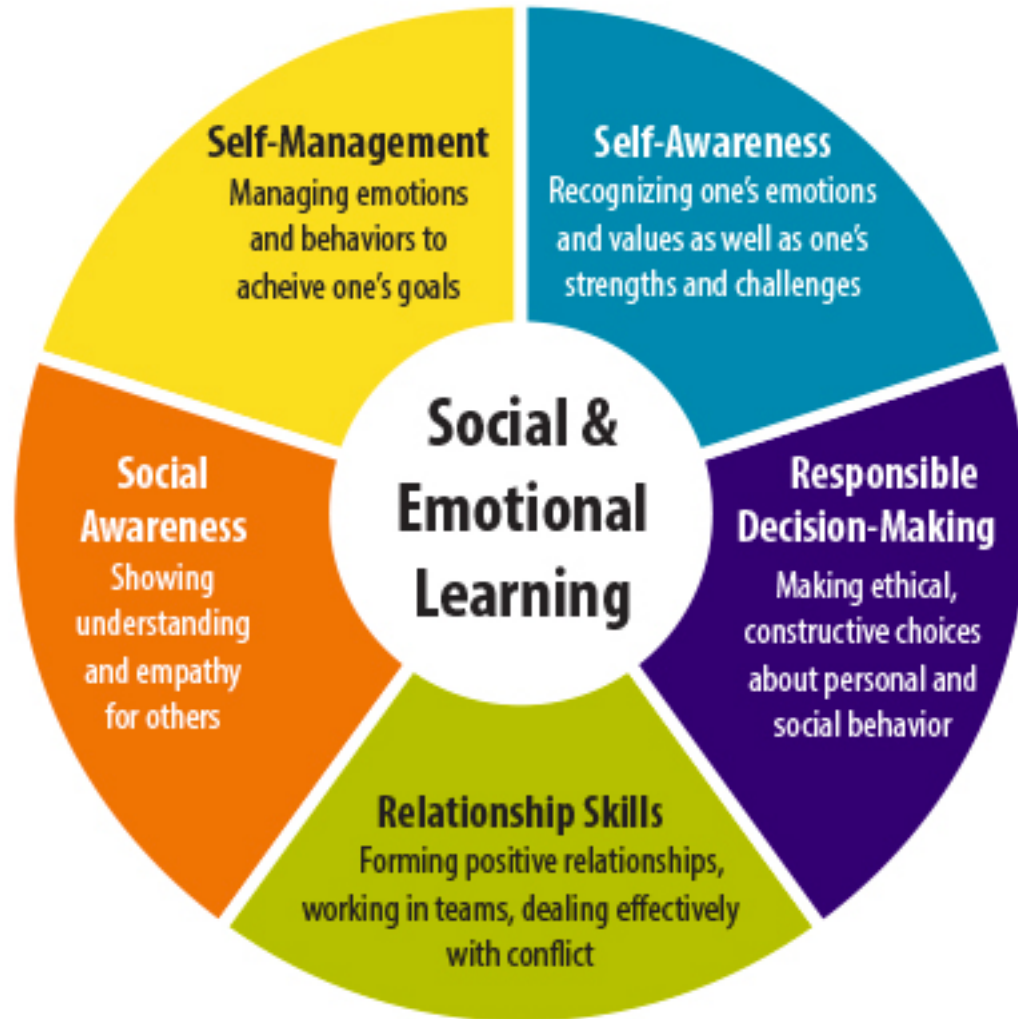 Self-Management
Managing emotions
and behaviors to
acheive one's goals
Self-Awareness
Recognizing one's emotions
and values as well as one's
strengths and challenges
Social &
Emotional
Learning
Social
Awareness
Showing
understanding
and empathy
for others
Responsible
Decision-Making
Making ethical,
constructive choices
about personal and
social behavior
Relationship Skills
Forming positive relationships,
working in teams, dealing effectively
with conflict